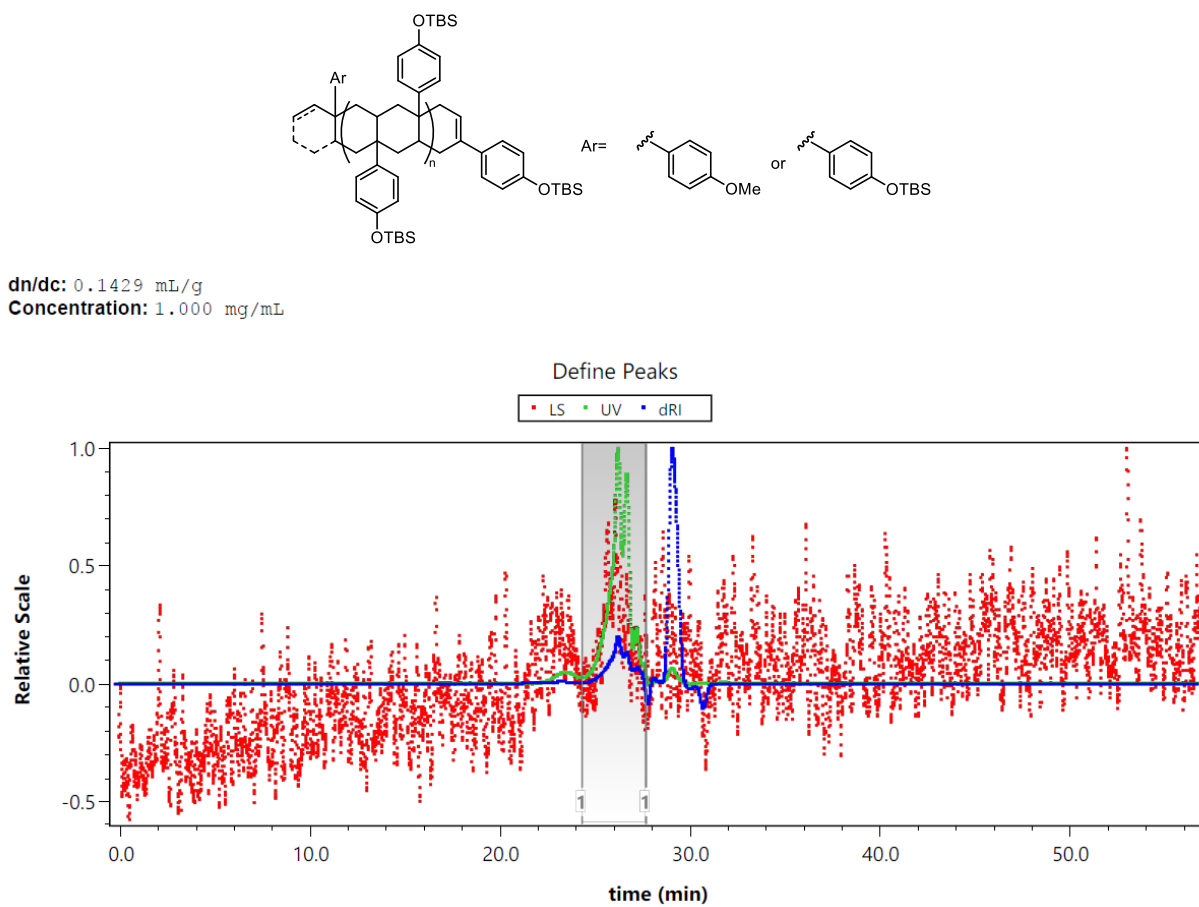 OTBS
Ar
n
OTBS
OTBS
Ar=
OMe
or
OTBS
dn/dc: 0.1429 mL/g
Concentration: 1.000 mg/mL
Define Peaks
LS UV dRI
Relative Scale
1.0
0.5
0.0
-0.5
1 1
0.0 10.0 20.0 30.0 40.0 50.0
time (min)